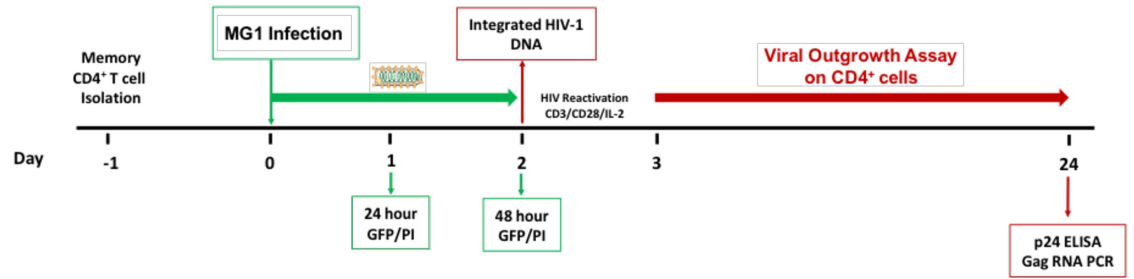 Memory
CD4⁺ T cell
Isolation
MG1 Infection
Integrated HIV-1
DNA
HIV Reactivation
CD3/CD28/IL-2
Viral Outgrowth Assay
on CD4⁺ cells
Day
-1
0
1
2
3
24
24 hour
GFP/PI
48 hour
GFP/PI
p24 ELISA
Gag RNA PCR